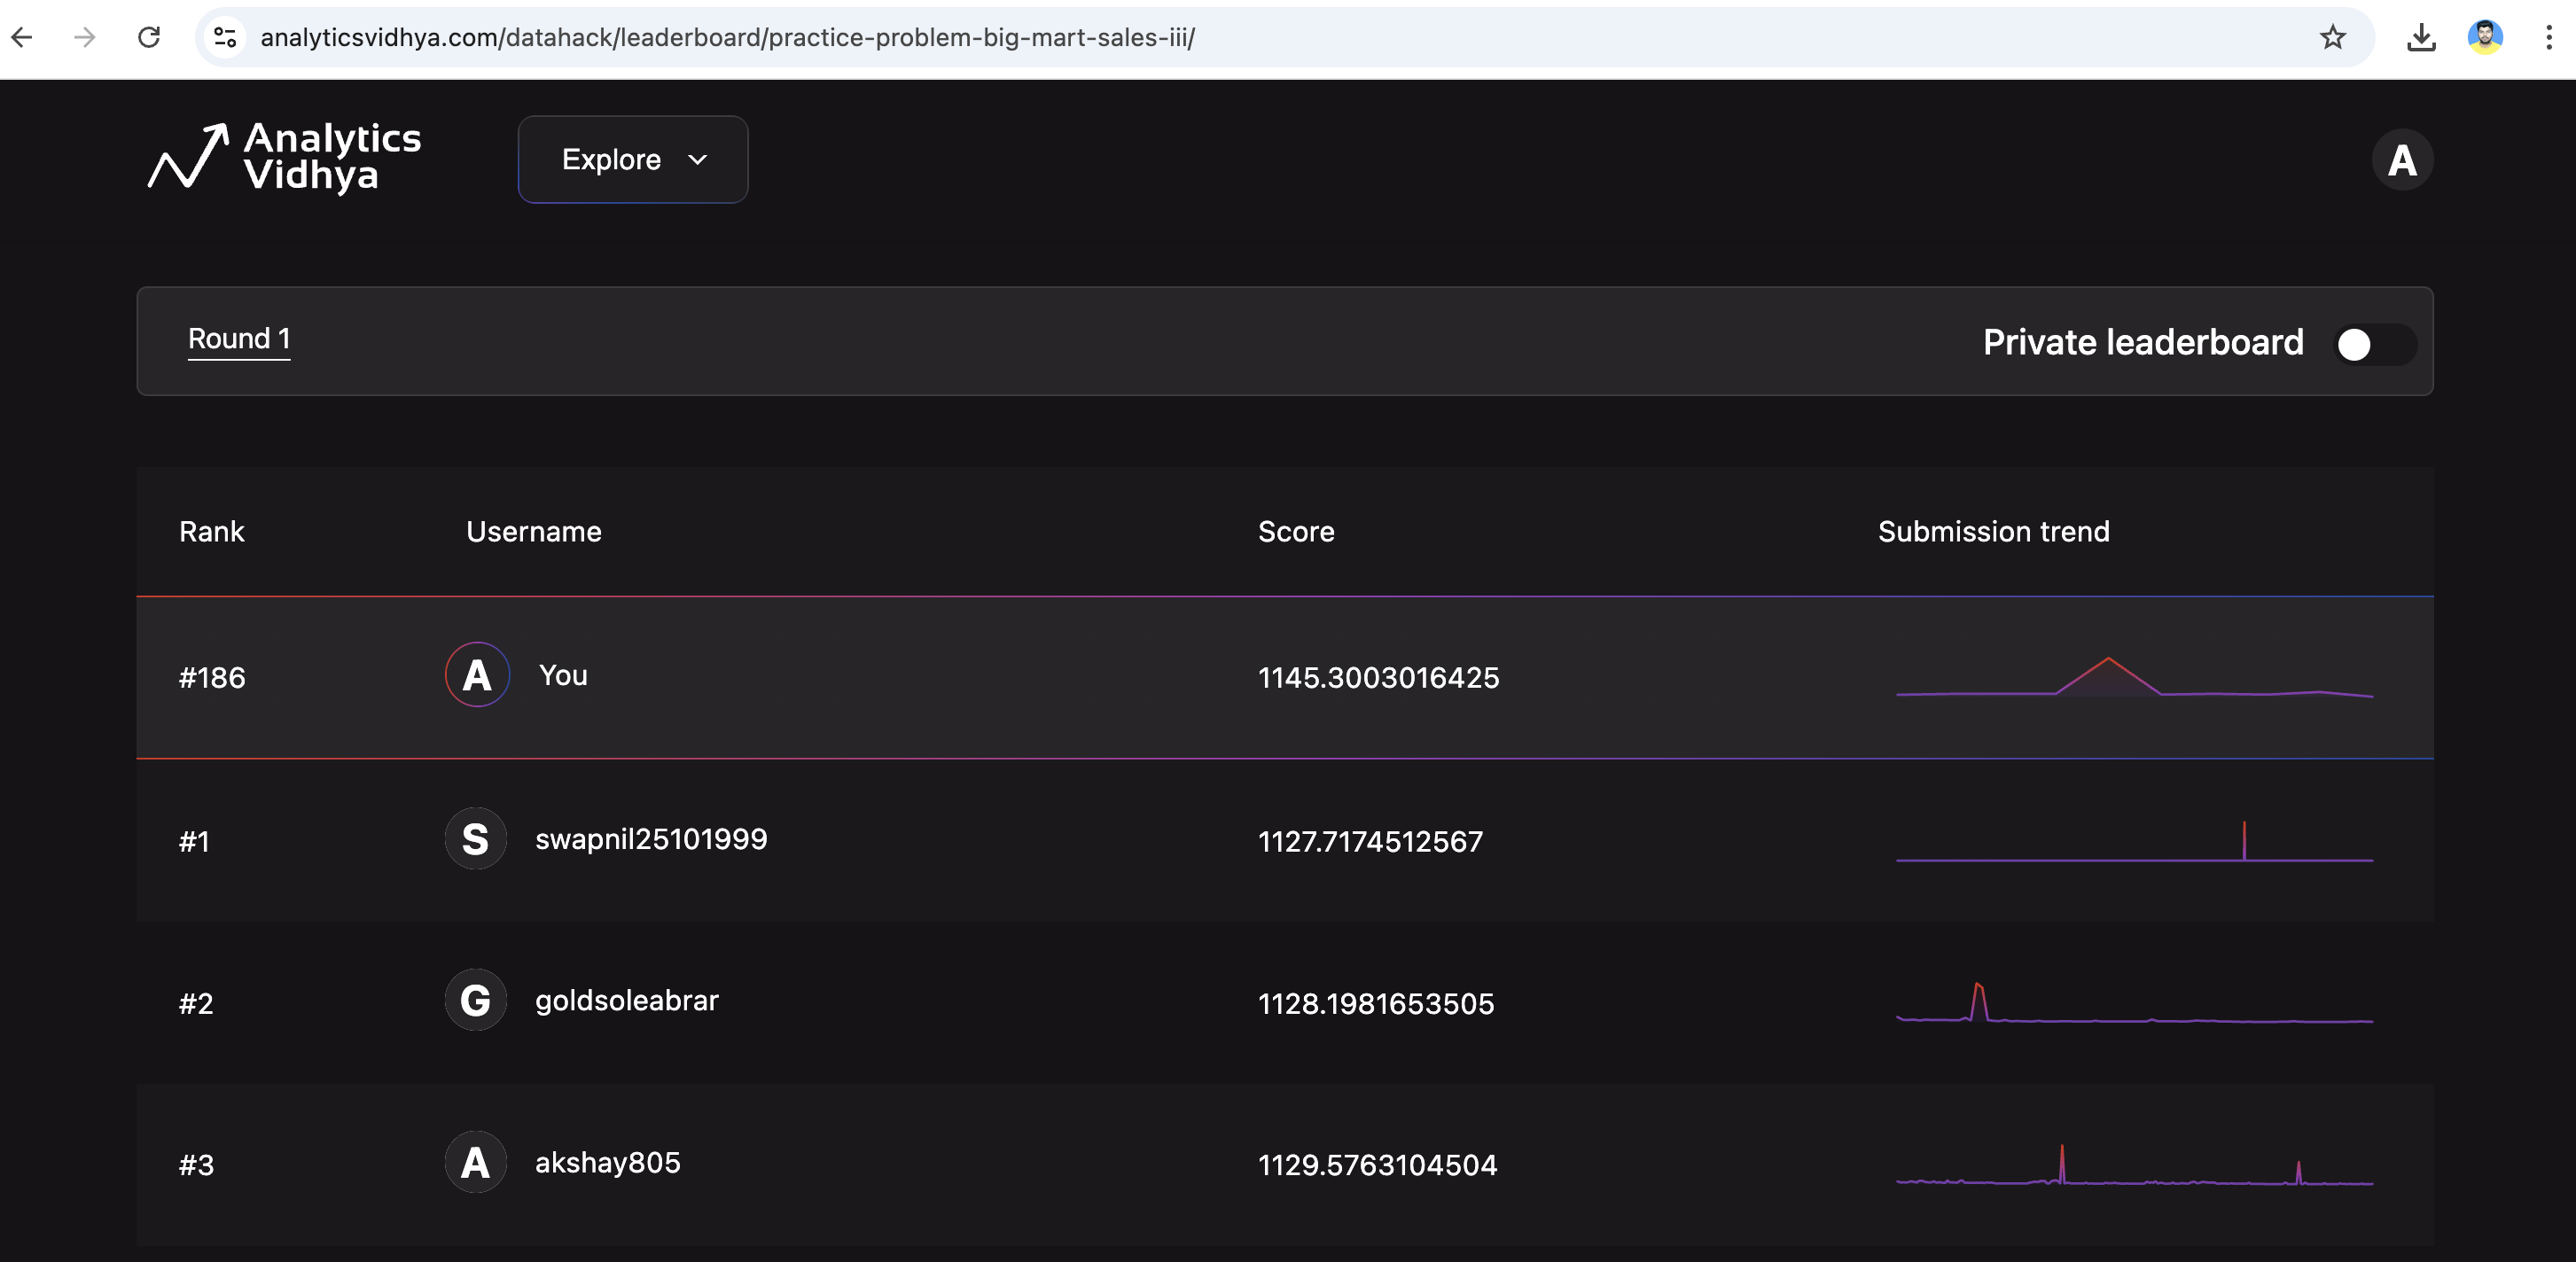 analyticsvidhya.com/datahack/leaderboard/practice-problem-big-mart-sales-iii/
Analytics
Vidhya
Explore
A
Round 1
Private leaderboard
Rank Username Score Submission trend
#186 A You 1145.3003016425
#1 S swapnil25101999 1127.7174512567
#2 G goldsoleabrar 1128.1981653505
#3 A akshay805 1129.5763104504